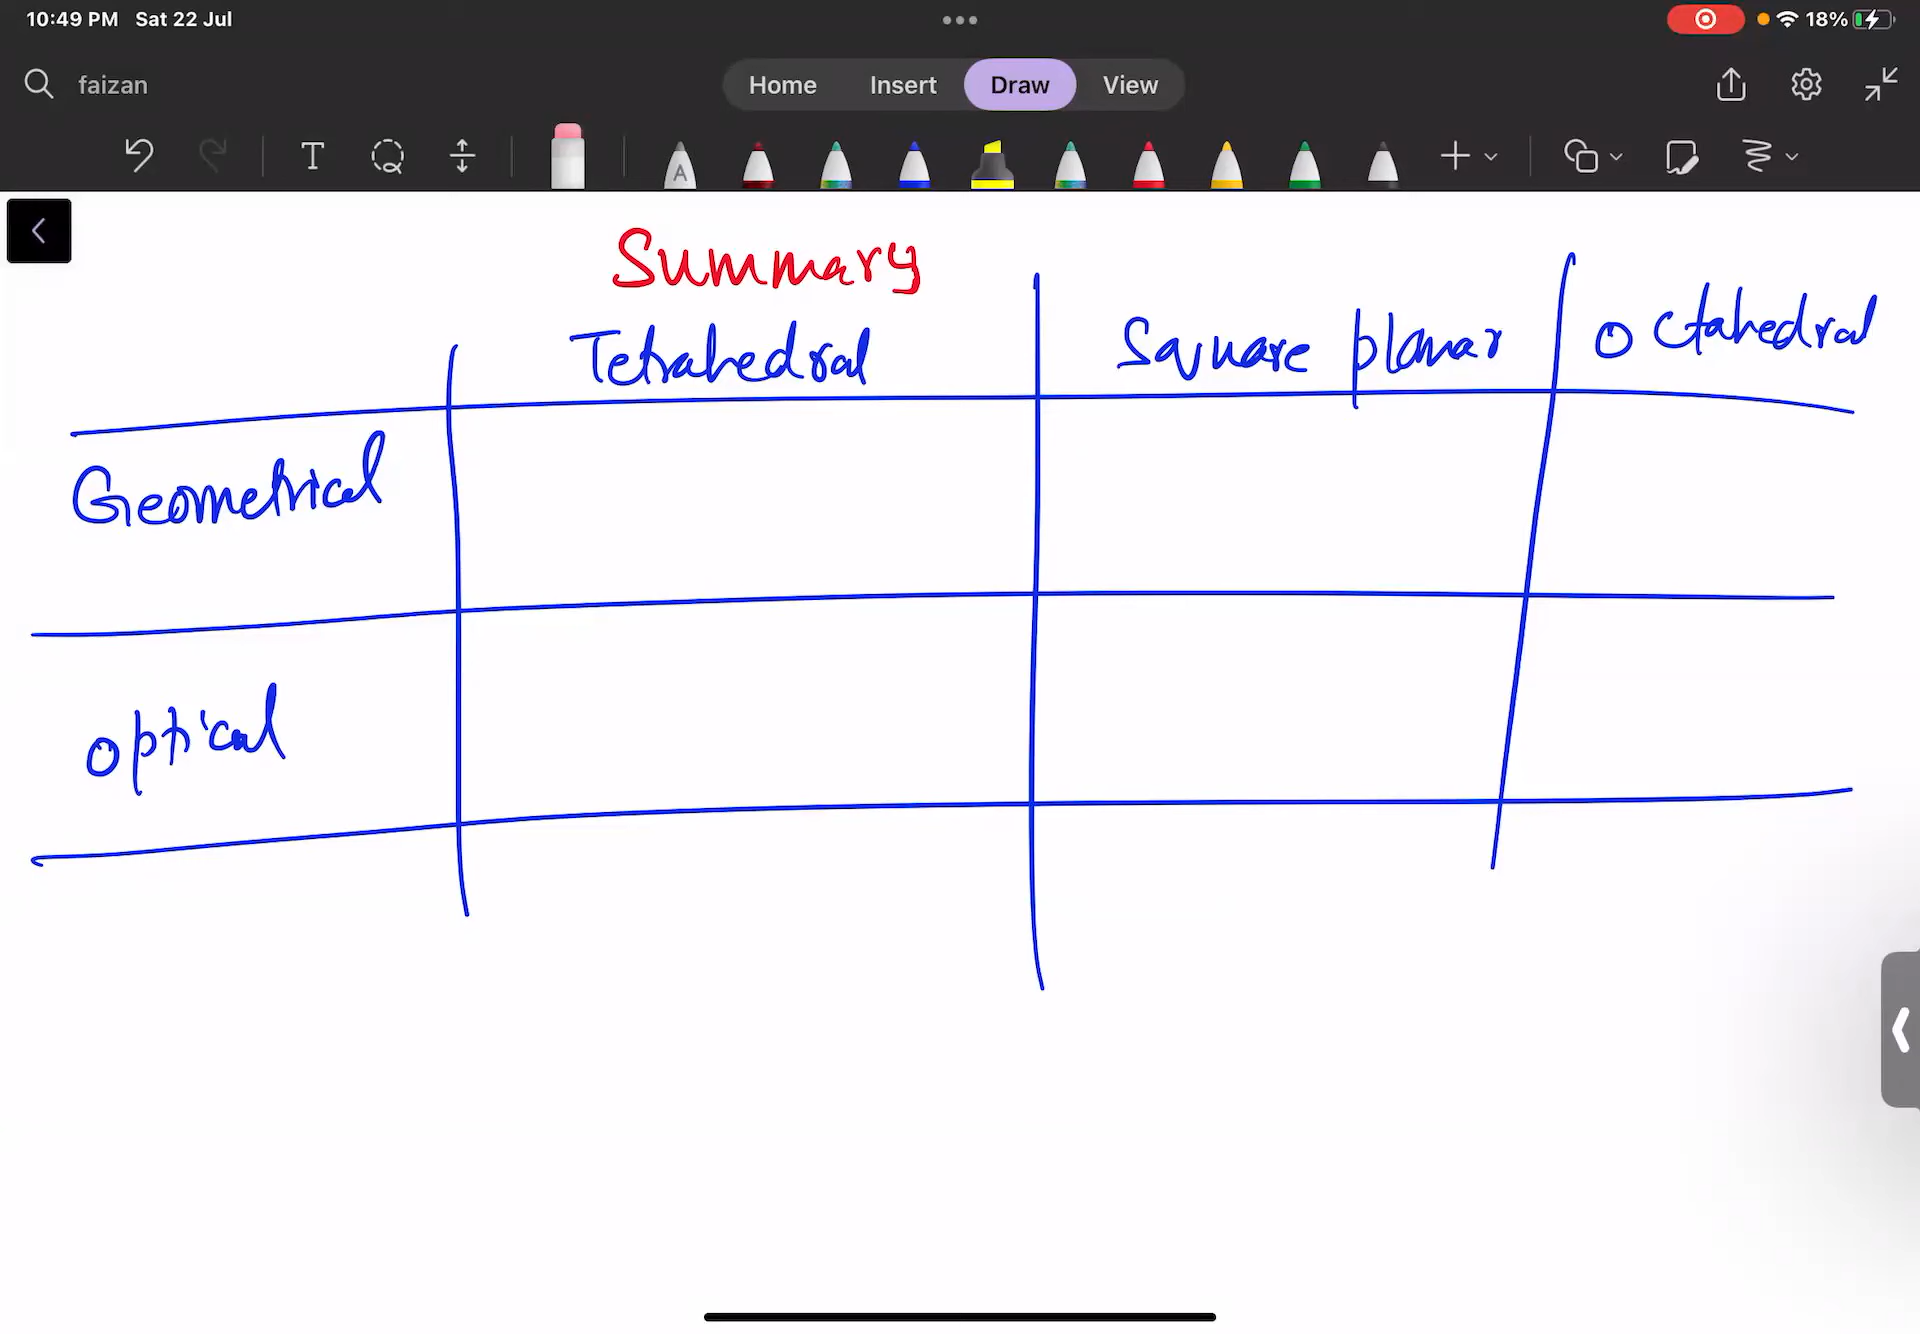 10:49 PM Sat 22 Jul
18%
faizan
Home Insert Draw View
T
A
Summary
Tetrahedral Square planar Octahedral
Geometrical
Optical